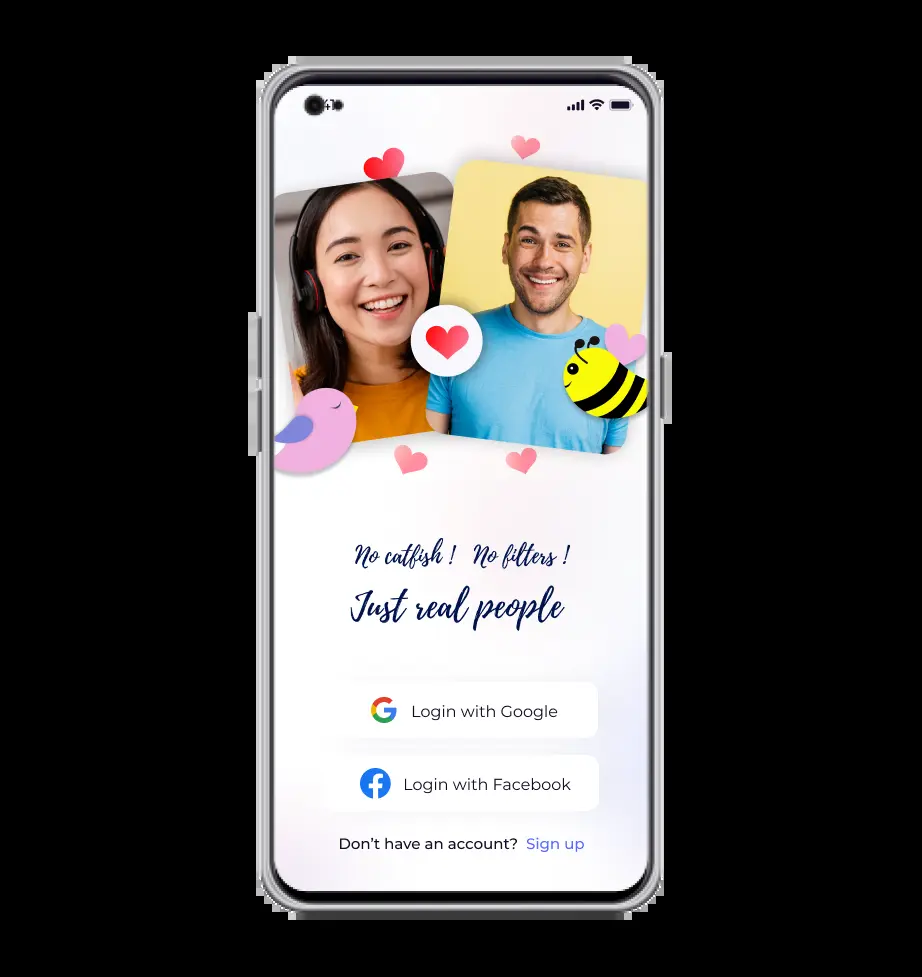 No catfish ! No filters !
Just real people
Login with Google
Login with Facebook
Don't have an account? Sign up